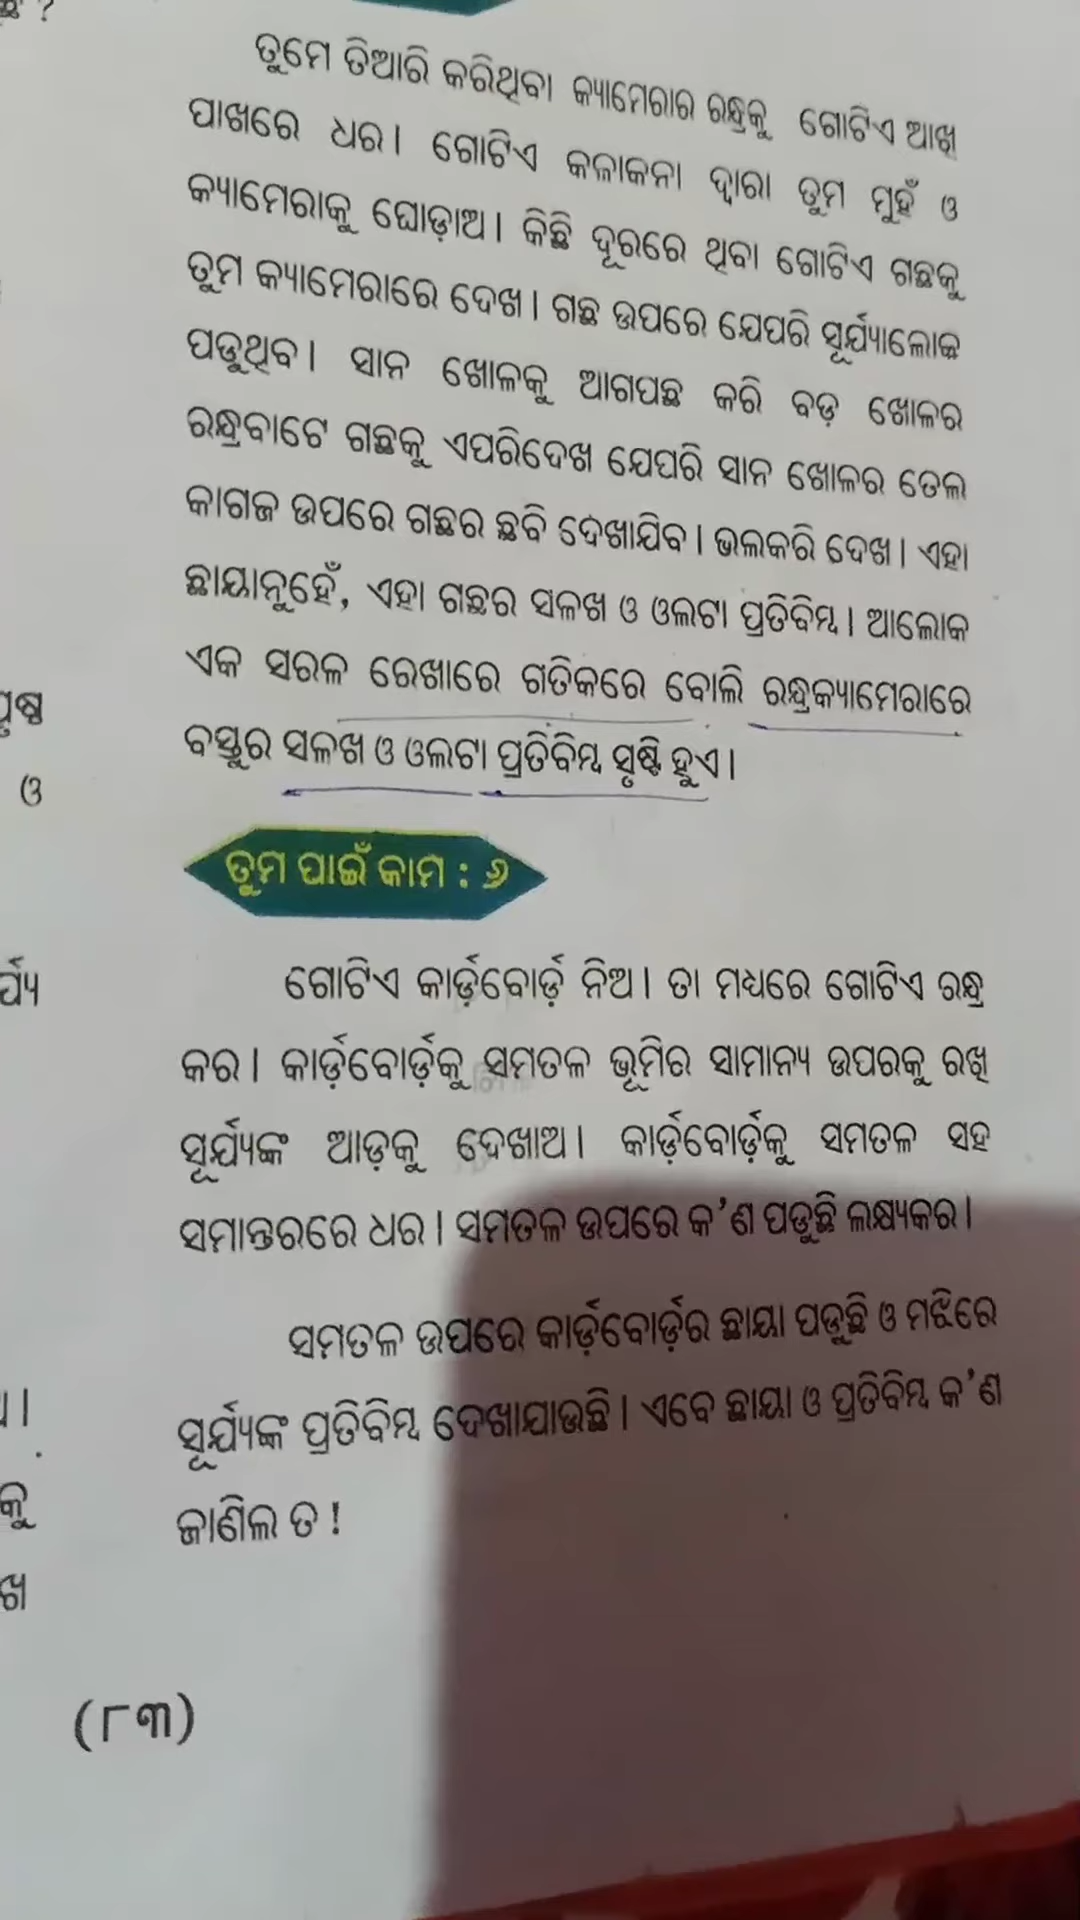 ତୁମେ ତିଆରି କରିଥିବା କ୍ୟାମେରାର ରନ୍ଧ୍ରକୁ ଗୋଟିଏ ଆଖି
ପାଖରେ ଧର। ଗୋଟିଏ କଳାକନା ଦ୍ୱାରା ତୁମ ମୁହଁ ଓ
କ୍ୟାମେରାକୁ ଘୋଡ଼ାଅ। କିଛି ଦୂରରେ ଥିବା ଗୋଟିଏ ଗଛକୁ
ତୁମ କ୍ୟାମେରାରେ ଦେଖ। ଗଛ ଉପରେ ଯେପରି ସୂର୍ଯ୍ୟାଲୋକ
ପଡୁଥିବ। ସାନ ଖୋଳକୁ ଆଗପଛ କରି ବଡ଼ ଖୋଳର
ରନ୍ଧ୍ରବାଟେ ଗଛକୁ ଏପରିଦେଖ ଯେପରି ସାନ ଖୋଳର ତେଲ
କାଗଜ ଉପରେ ଗଛର ଛବି ଦେଖାଯିବ। ଭଲକରି ଦେଖ। ଏହା
ଛାୟାନୁହେଁ, ଏହା ଗଛର ସଳଖ ଓ ଓଲଟା ପ୍ରତିବିମ୍ବ। ଆଲୋକ
ଏକ ସରଳ ରେଖାରେ ଗତିକରେ ବୋଲି ରନ୍ଧ୍ରକ୍ୟାମେରାରେ
ବସ୍ତୁର ସଳଖ ଓ ଓଲଟା ପ୍ରତିବିମ୍ବ ସୃଷ୍ଟି ହୁଏ।
ତୁମ ପାଇଁ କାମ : ୬
ଗୋଟିଏ କାର୍ଡ଼ବୋର୍ଡ଼ ନିଅ। ତା ମଧ୍ୟରେ ଗୋଟିଏ ରନ୍ଧ୍ର
କର। କାର୍ଡ଼ବୋର୍ଡ଼କୁ ସମତଳ ଭୂମିର ସାମାନ୍ୟ ଉପରକୁ ରଖି
ସୂର୍ଯ୍ୟଙ୍କ ଆଡ଼କୁ ଦେଖାଅ। କାର୍ଡ଼ବୋର୍ଡ଼କୁ ସମତଳ ସହ
ସମାନ୍ତରରେ ଧର। ସମତଳ ଉପରେ କ'ଣ ପଡୁଛି ଲକ୍ଷ୍ୟକର।
ସମତଳ ଉପରେ କାର୍ଡ଼ବୋର୍ଡ଼ର ଛାୟା ପଡୁଛି ଓ ମଝିରେ
ସୂର୍ଯ୍ୟଙ୍କ ପ୍ରତିବିମ୍ବ ଦେଖାଯାଉଛି। ଏବେ ଛାୟା ଓ ପ୍ରତିବିମ୍ବ କ'ଣ
ଜାଣିଲ ତ!
(୮୩)